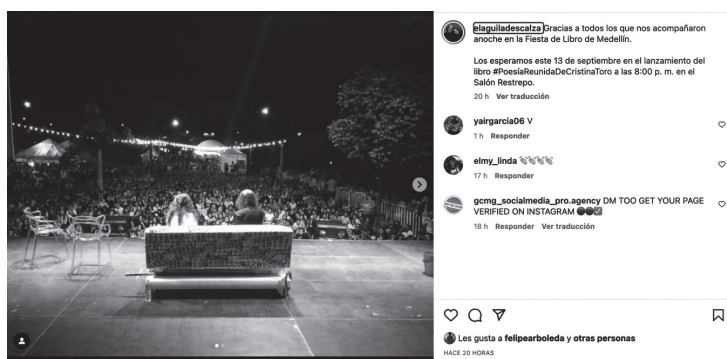 elaguiladescalza Gracias a todos los que nos acompañaron
anoche en la Fiesta de Libro de Medellín.
Los esperamos este 13 de septiembre en el lanzamiento del
libro #PoesíaReunidaDeCristinaToro a las 8:00 p. m. en el
Salón Restrepo.
20 h Ver traducción
yairgarcia06 V
1 h Responder
elmy_linda 👏👏👏👏
17 h Responder
gcmg_socialmedia_pro.agency DM TOO GET YOUR PAGE
VERIFIED ON INSTAGRAM ⚫⚫☑️
18 h Responder Ver traducción
Les gusta a felipearboleda y otras personas
HACE 20 HORAS